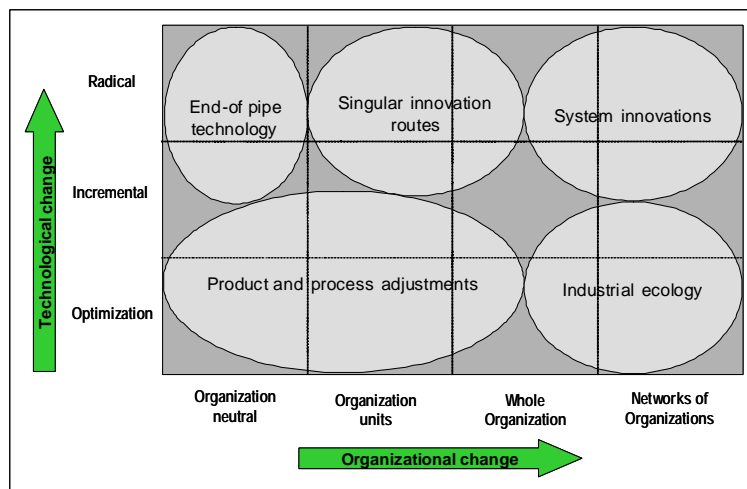 Radical
End-of pipe
technology
Singular innovation
routes
System innovations
Technological change
Incremental
Product and process adjustments
Industrial ecology
Optimization
Organization
neutral
Organization
units
Whole
Organization
Networks of
Organizations
Organizational change